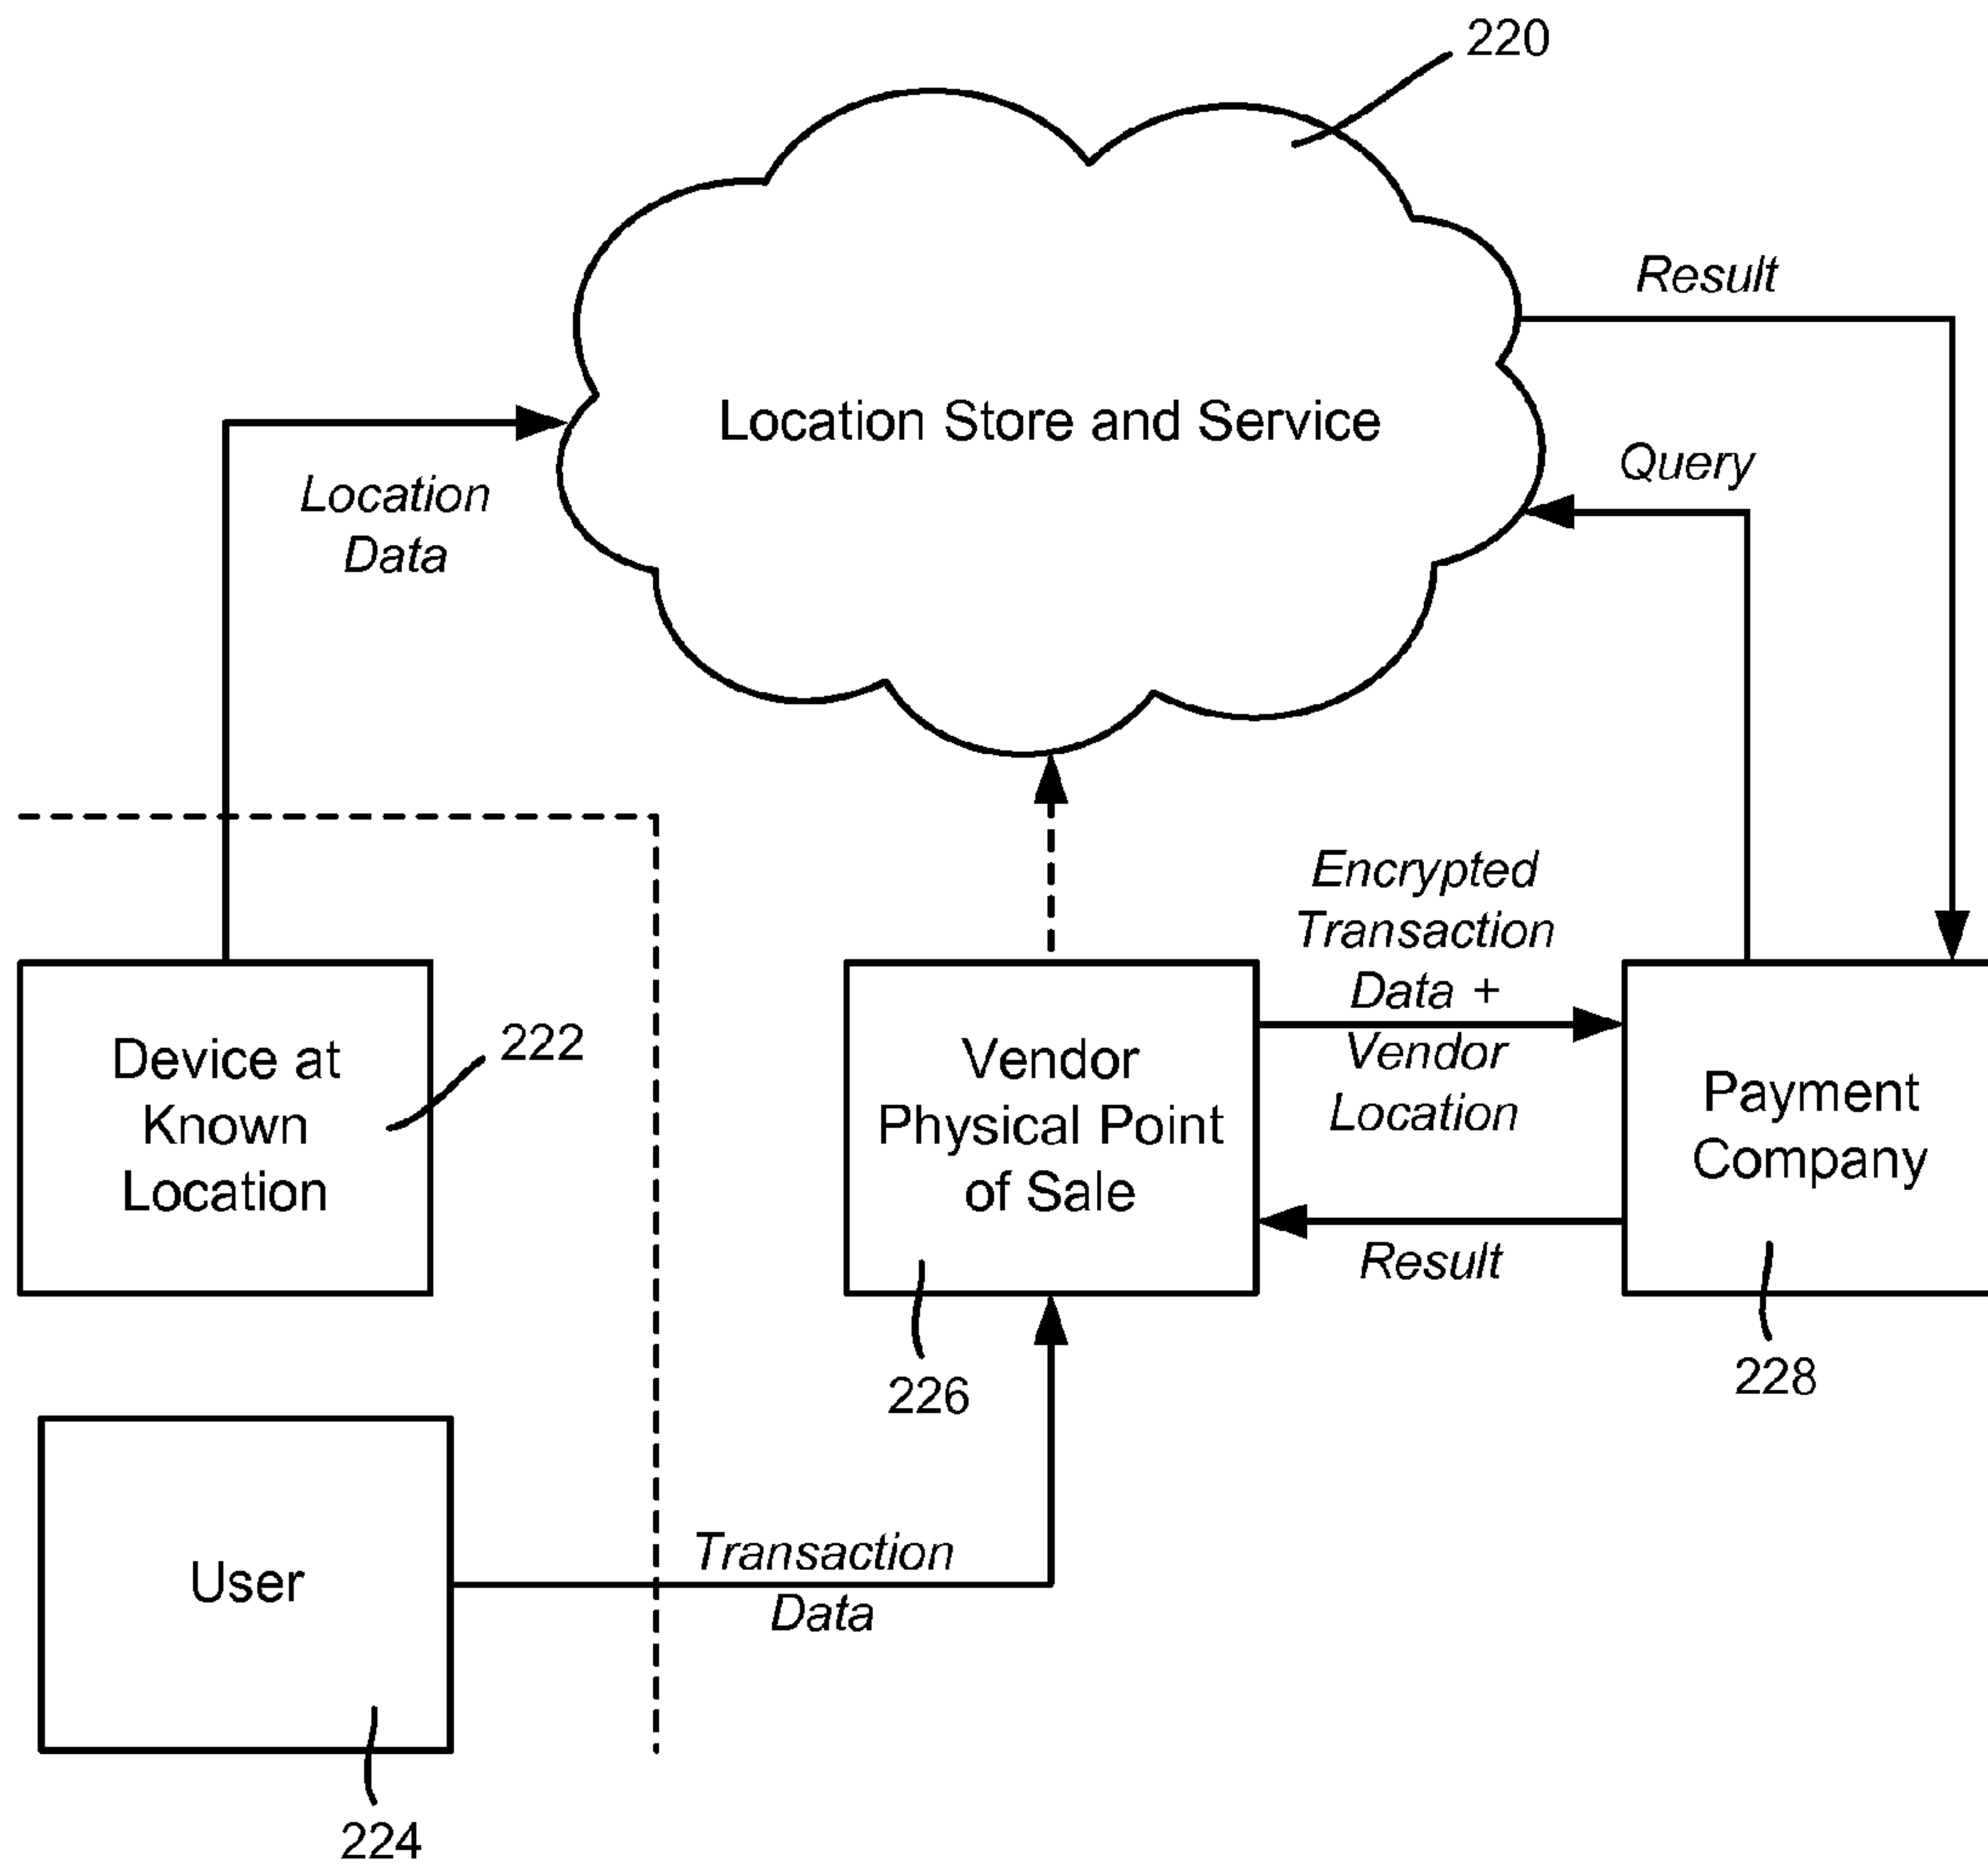 220
Result
Location Store and Service
Query
Location
Data
Encrypted
Transaction
Data +
Vendor
Location
Device at
Known
Location
222
Vendor
Physical Point
of Sale
Payment
Company
Result
226
228
User
Transaction
Data
224